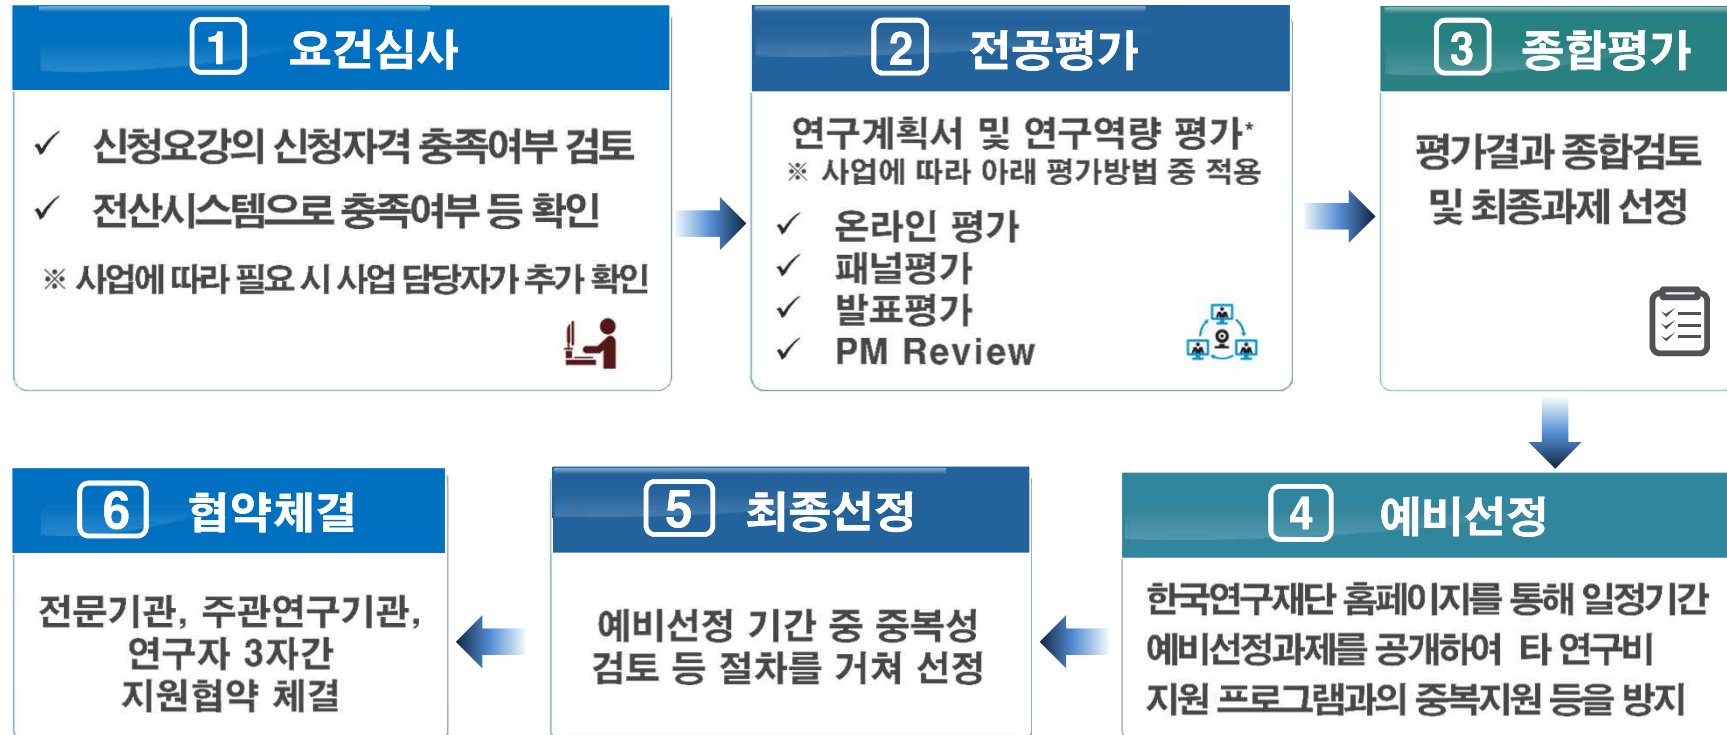 1 요건심사
✓ 신청요강의 신청자격 충족여부 검토
✓ 전산시스템으로 충족여부 등 확인
※ 사업에 따라 필요 시 사업 담당자가 추가 확인
2 전공평가
연구계획서 및 연구역량 평가*
※ 사업에 따라 아래 평가방법 중 적용
✓ 온라인 평가
✓ 패널평가
✓ 발표평가
✓ PM Review
3 종합평가
평가결과 종합검토
및 최종과제 선정
4 예비선정
한국연구재단 홈페이지를 통해 일정기간
예비선정과제를 공개하여 타 연구비
지원 프로그램과의 중복지원 등을 방지
5 최종선정
예비선정 기간 중 중복성
검토 등 절차를 거쳐 선정
6 협약체결
전문기관, 주관연구기관,
연구자 3자간
지원협약 체결